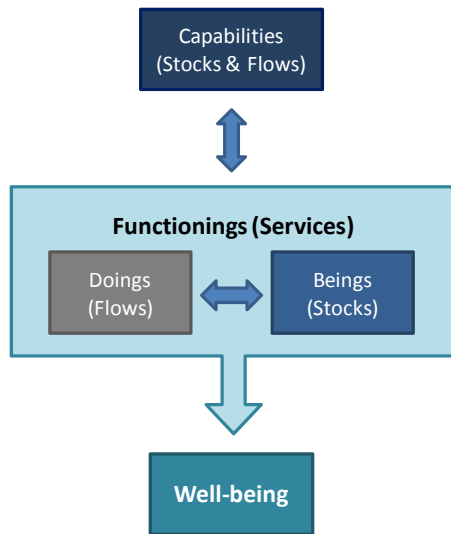 Capabilities
(Stocks & Flows)
Functionings (Services)
Doings
(Flows)
Beings
(Stocks)
Well-being